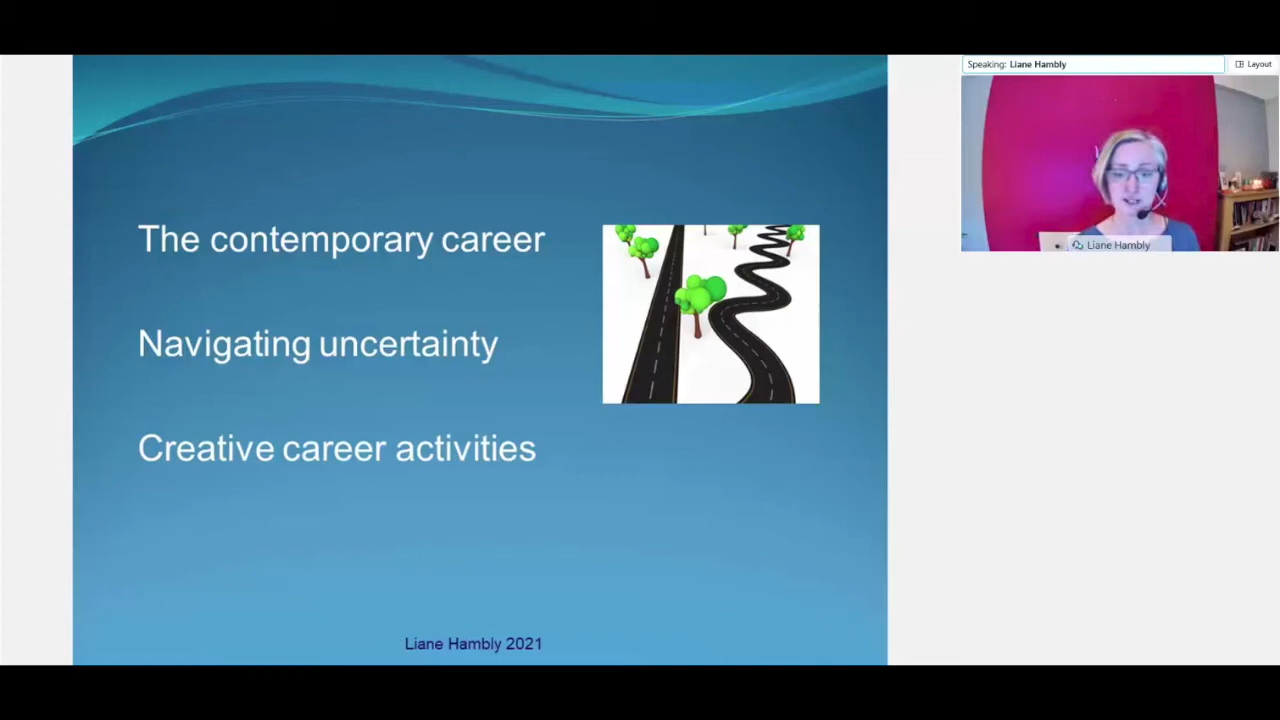 The contemporary career
Navigating uncertainty
Creative career activities
Liane Hambly 2021
Speaking: Liane Hambly
Layout
Liane Hambly